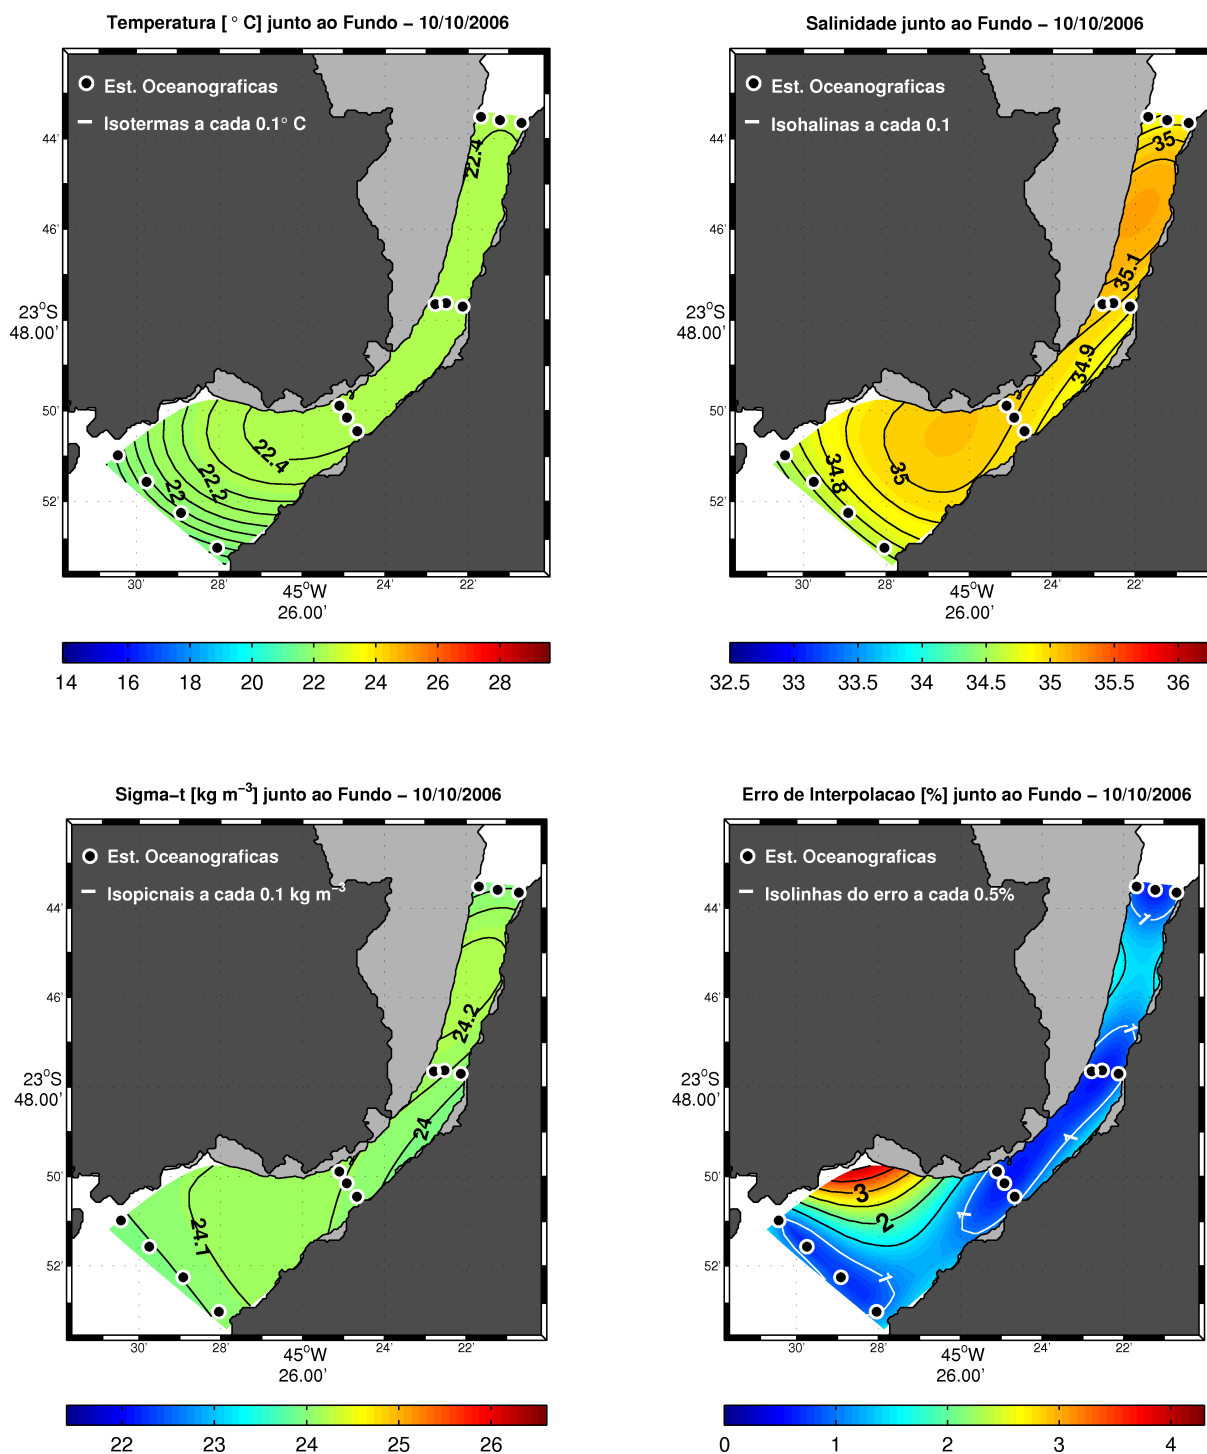 Temperatura [ ° C] junto ao Fundo − 10/10/2006
Est. Oceanograficas
Isotermas a cada 0.1° C
22.4
22.4
22.2
22
44'
46'
23°S
48.00'
50'
52'
30'
28'
45°W
26.00'
24'
22'
14 16 18 20 22 24 26 28
Salinidade junto ao Fundo − 10/10/2006
Est. Oceanograficas
Isohalinas a cada 0.1
35
35.1
34.9
35
34.8
44'
46'
23°S
48.00'
50'
52'
30'
28'
45°W
26.00'
24'
22'
32.5 33 33.5 34 34.5 35 35.5 36
Sigma−t [kg m−3] junto ao Fundo − 10/10/2006
Est. Oceanograficas
Isopicnais a cada 0.1 kg m−3
24.2
24
24.1
44'
46'
23°S
48.00'
50'
52'
30'
28'
45°W
26.00'
24'
22'
22 23 24 25 26
Erro de Interpolacao [%] junto ao Fundo − 10/10/2006
Est. Oceanograficas
Isolinhas do erro a cada 0.5%
1
1
1
3
2
1
1
44'
46'
23°S
48.00'
50'
52'
30'
28'
45°W
26.00'
24'
22'
0 1 2 3 4